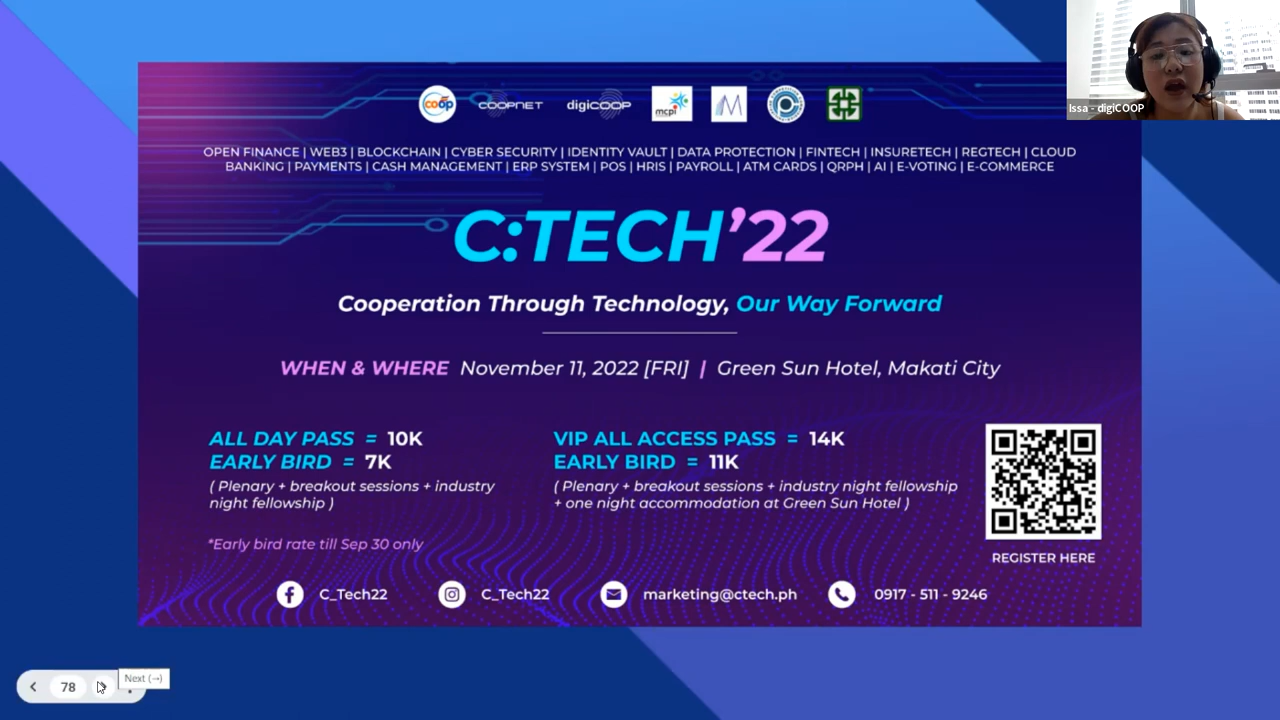 Issa - digiCOOP
COOP
COOPNET
digiCOOP
mcpi
OPEN FINANCE | WEB3 | BLOCKCHAIN | CYBER SECURITY | IDENTITY VAULT | DATA PROTECTION | FINTECH | INSURETECH | REGTECH | CLOUD
BANKING | PAYMENTS | CASH MANAGEMENT | ERP SYSTEM | POS | HRIS | PAYROLL | ATM CARDS | QRPH | AI | E-VOTING | E-COMMERCE
C:TECH’22
Cooperation Through Technology, Our Way Forward
WHEN & WHERE November 11, 2022 [FRI] | Green Sun Hotel, Makati City
ALL DAY PASS = 10K
EARLY BIRD = 7K
( Plenary + breakout sessions + industry
night fellowship )
VIP ALL ACCESS PASS = 14K
EARLY BIRD = 11K
( Plenary + breakout sessions + industry night fellowship
+ one night accommodation at Green Sun Hotel )
REGISTER HERE
*Early bird rate till Sep 30 only
C_Tech22
C_Tech22
marketing@ctech.ph
0917 - 511 - 9246
78
Next (→)